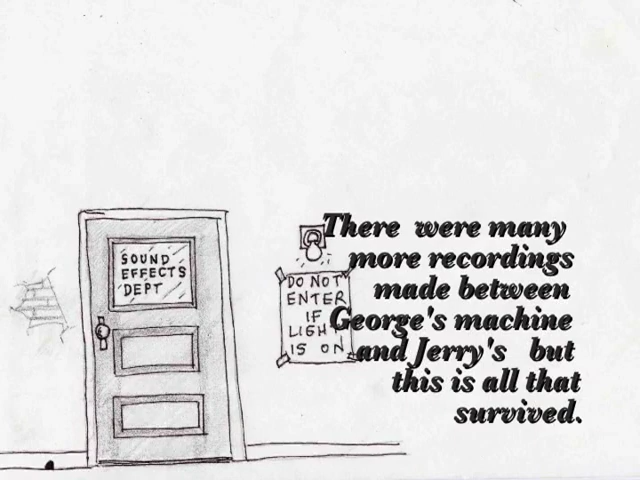 SOUND
EFFECTS
DEPT
DO NOT
ENTER
IF
LIGHT
IS ON
There were many
more recordings
made between
George's machine
and Jerry's but
this is all that
survived.